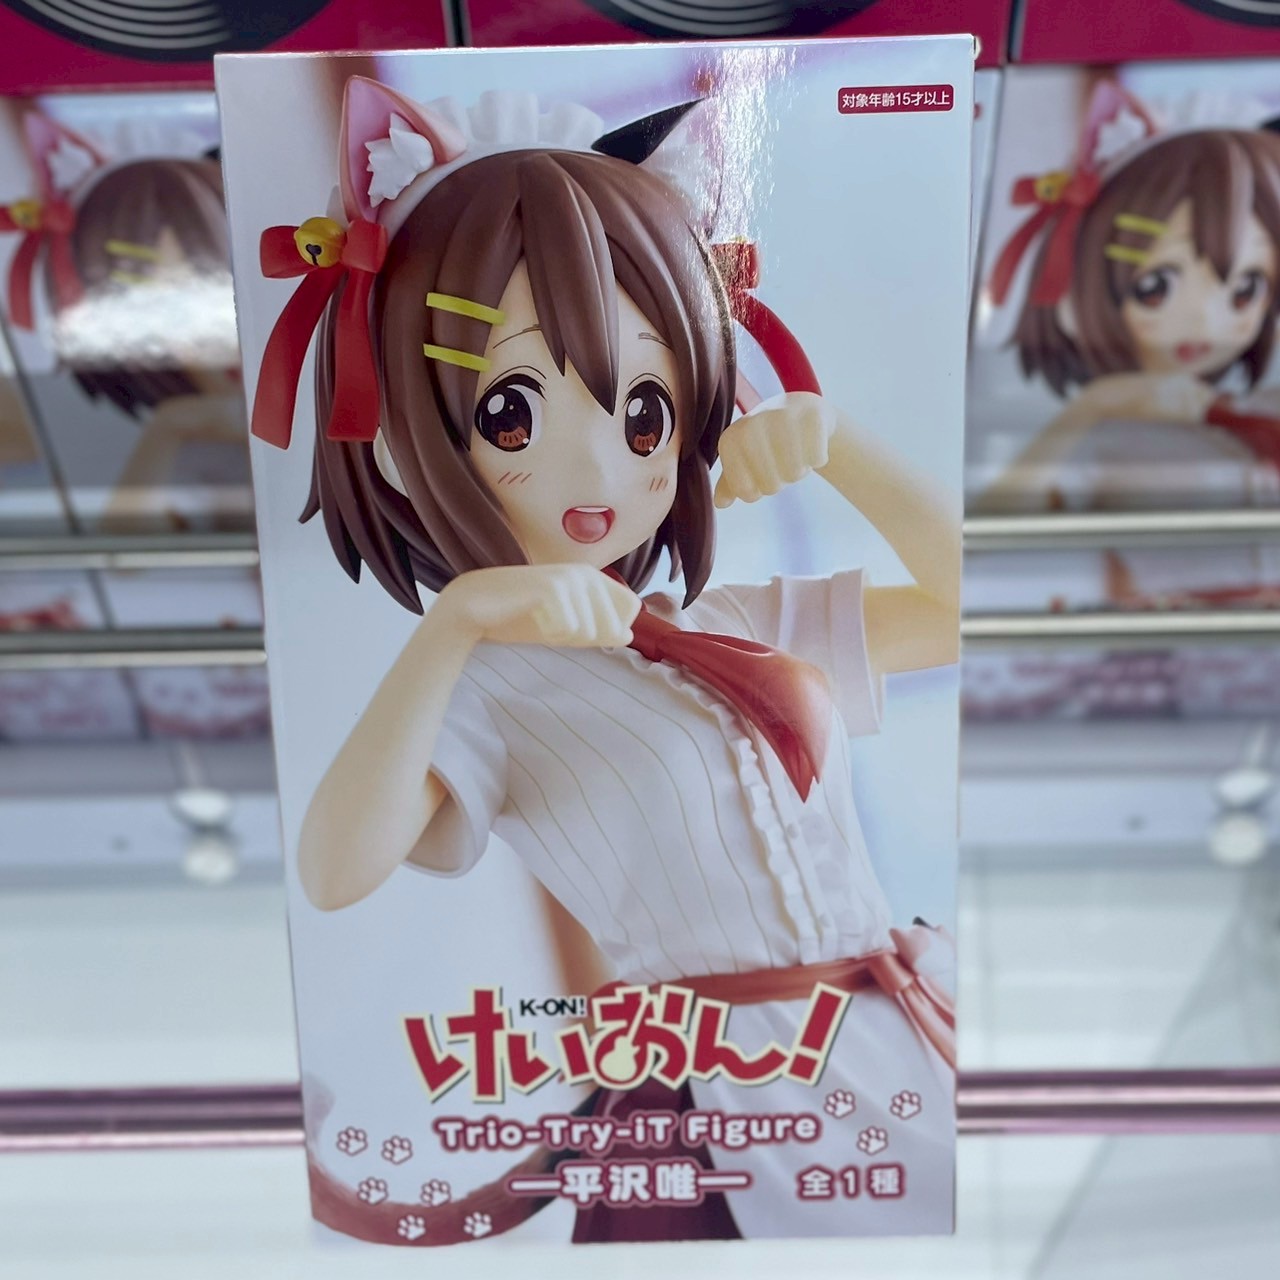 対象年齢15才以上
K-ON!
けいおん!
Trio-Try-iT Figure
—平沢唯—
全1種